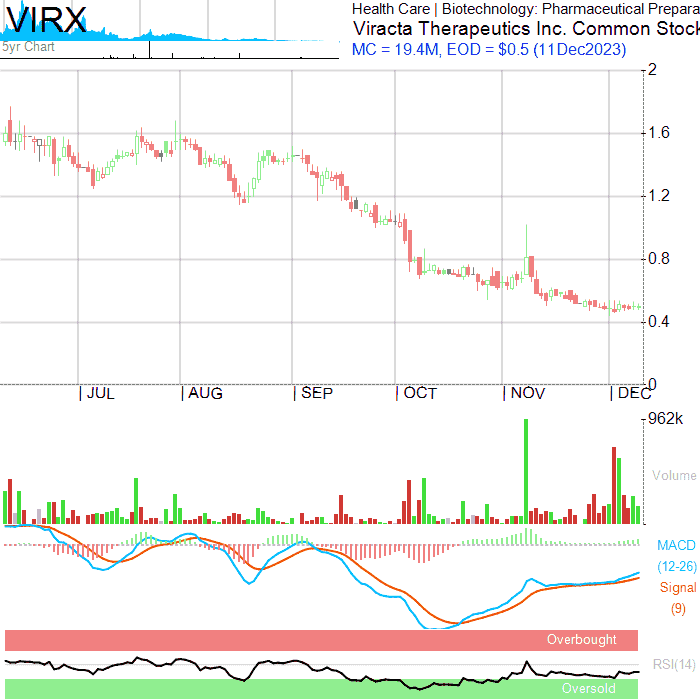 VIRX
5yr Chart
Health Care | Biotechnology: Pharmaceutical Prepara
Viracta Therapeutics Inc. Common Stock
MC = 19.4M, EOD = $0.5 (11Dec2023)
2
1.6
1.2
0.8
0.4
0
| JUL | AUG | SEP | OCT | NOV | DEC
962k
Volume
MACD
(12-26)
Signal
(9)
Overbought
RSI(14)
Oversold